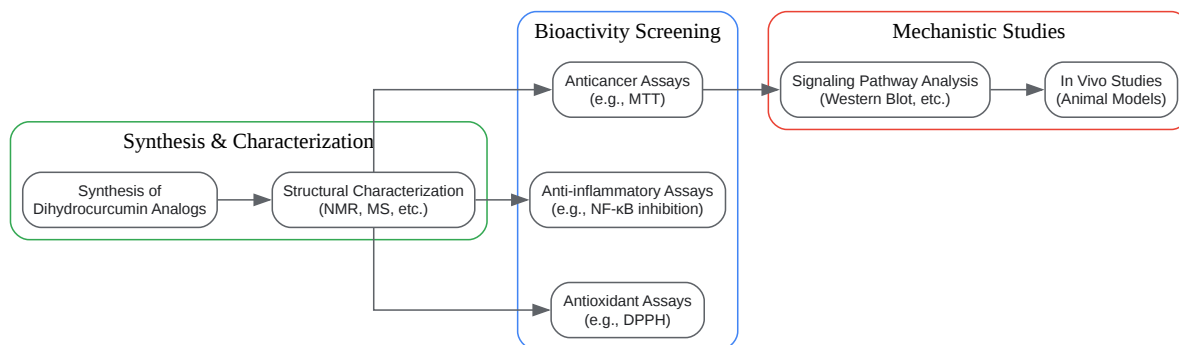 Synthesis & Characterization
Synthesis of
Dihydrocurcumin Analogs
Structural Characterization
(NMR, MS, etc.)
Bioactivity Screening
Anticancer Assays
(e.g., MTT)
Anti-inflammatory Assays
(e.g., NF-κB inhibition)
Antioxidant Assays
(e.g., DPPH)
Mechanistic Studies
Signaling Pathway Analysis
(Western Blot, etc.)
In Vivo Studies
(Animal Models)